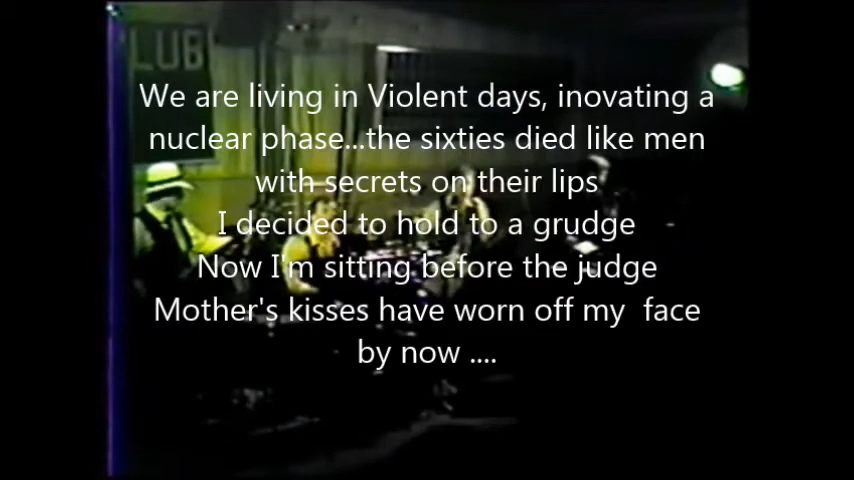 LUB
We are living in Violent days, inovating a
nuclear phase...the sixties died like men
with secrets on their lips
I decided to hold to a grudge
Now I'm sitting before the judge
Mother's kisses have worn off my  face
by now ....